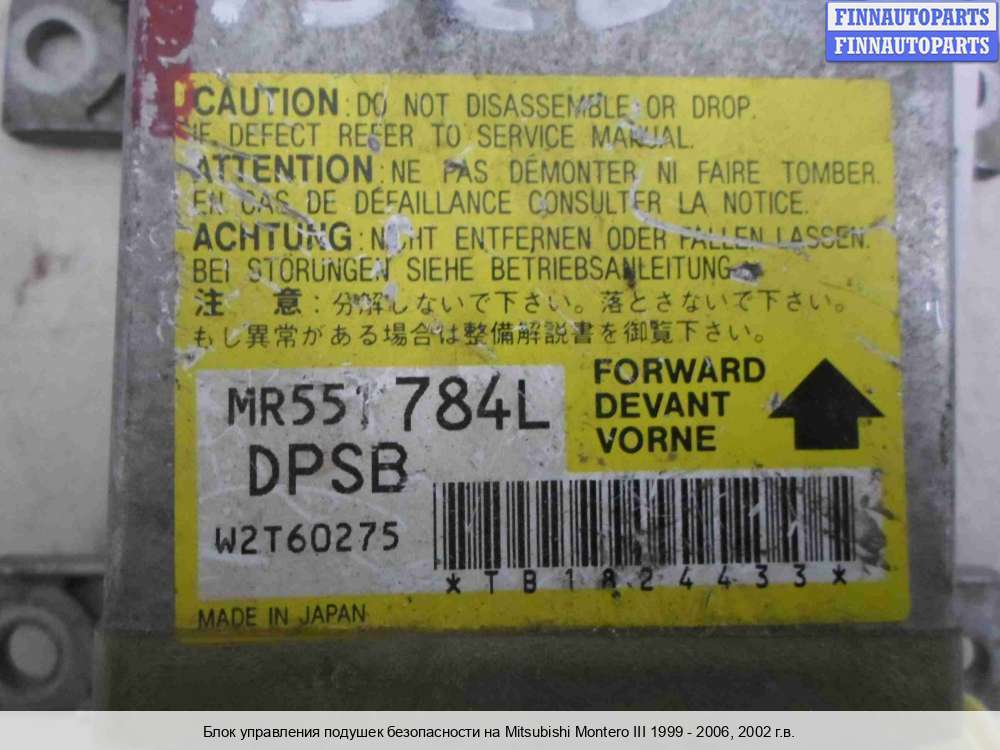 FINNAUTOPARTS
FINNAUTOPARTS
CAUTION : DO NOT DISASSEMBLE OR DROP.
IF DEFECT REFER TO SERVICE MANUAL.
ATTENTION : NE PAS DÉMONTER NI FAIRE TOMBER.
EN CAS DE DÉFAILLANCE CONSULTER LA NOTICE.
ACHTUNG : NICHT ENTFERNEN ODER FALLEN LASSEN.
BEI STÖRUNGEN SIEHE BETRIEBSANLEITUNG
注 意 : 分解しないで下さい。落とさないで下さい。
もし異常がある場合は整備解説書を御覧下さい。
MR551784L
DPSB
W2T60275
FORWARD
DEVANT
VORNE
*TB1824433*
MADE IN JAPAN
Блок управления подушек безопасности на Mitsubishi Montero III 1999 - 2006, 2002 г.в.